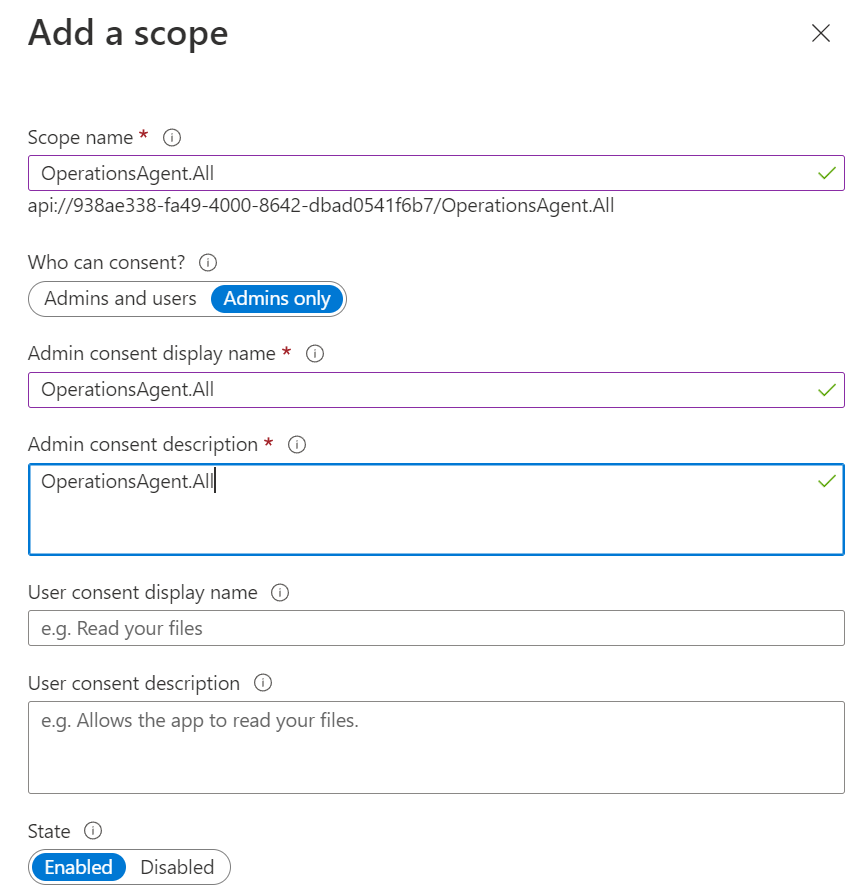 Add a scope
Scope name *
OperationsAgent.All
api://938ae338-fa49-4000-8642-dbad0541f6b7/OperationsAgent.All
Who can consent?
Admins and users Admins only
Admin consent display name *
OperationsAgent.All
Admin consent description *
OperationsAgent.All
User consent display name
e.g. Read your files
User consent description
e.g. Allows the app to read your files.
State
Enabled Disabled